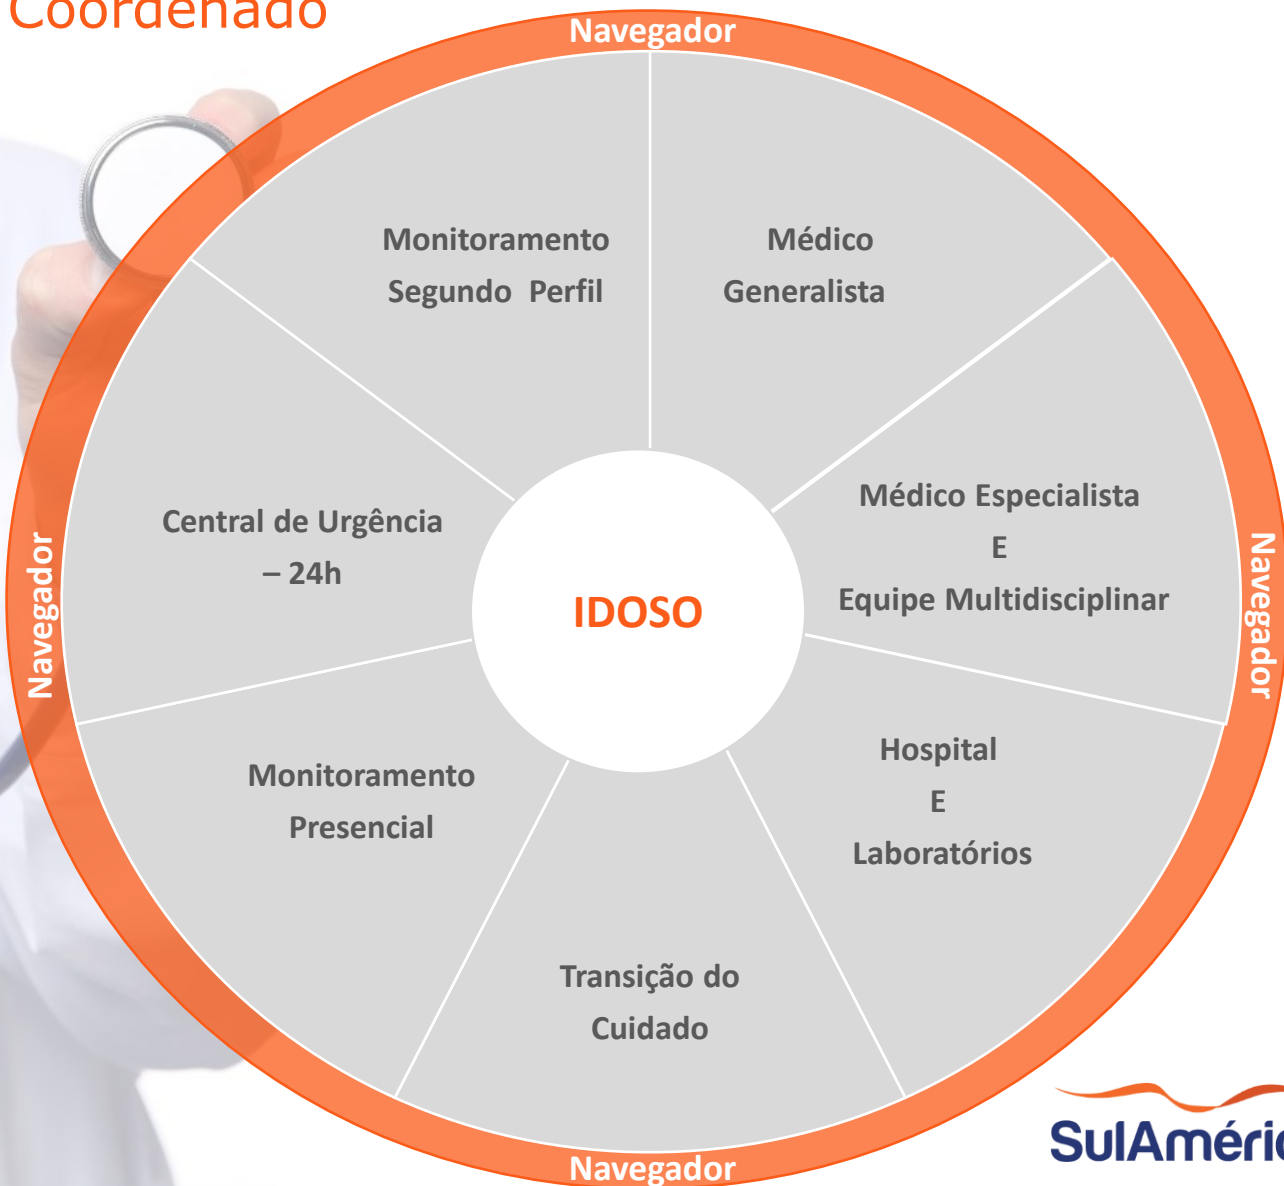 Coordenado
Navegador
Monitoramento
Segundo Perfil
Médico
Generalista
Médico Especialista
E
Equipe Multidisciplinar
Central de Urgência
– 24h
IDOSO
Navegador
Navegador
Hospital
E
Laboratórios
Monitoramento
Presencial
Transição do
Cuidado
Navegador
SulAméric